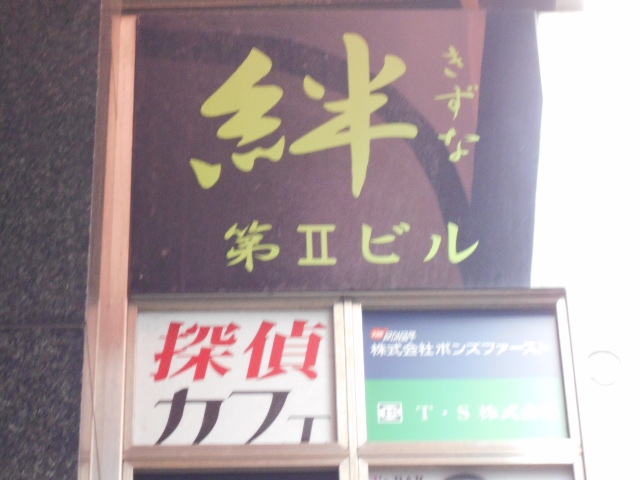 絆
きずな
第Ⅱビル
探偵
カフェ
株式会社ボンズファースト
T・S株式会社